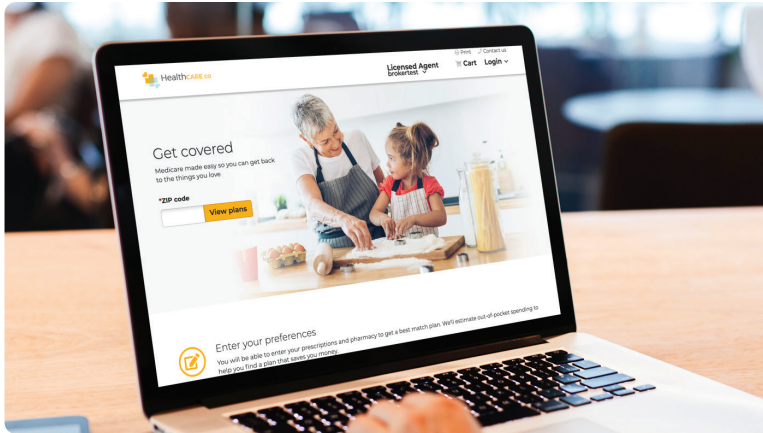 Print Contact us
HealthCARE co
Licensed Agent
brokertest
Cart Login
Get covered
Medicare made easy so you can get back
to the things you love
*ZIP code
View plans
Enter your preferences
You will be able to enter your prescriptions and pharmacy to get a best match plan. We'll estimate out-of-pocket spending to
help you find a plan that saves you money.